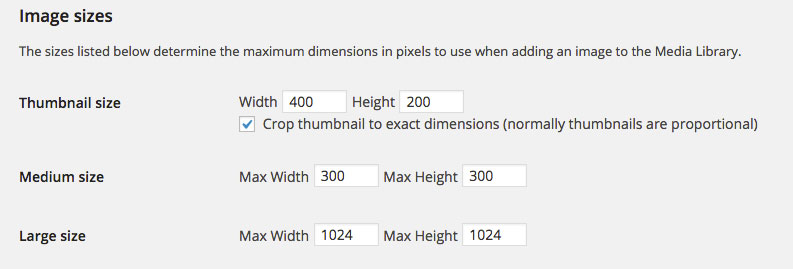 Image sizes
The sizes listed below determine the maximum dimensions in pixels to use when adding an image to the Media Library.
Thumbnail size Width 400 Height 200
Crop thumbnail to exact dimensions (normally thumbnails are proportional)
Medium size Max Width 300 Max Height 300
Large size Max Width 1024 Max Height 1024